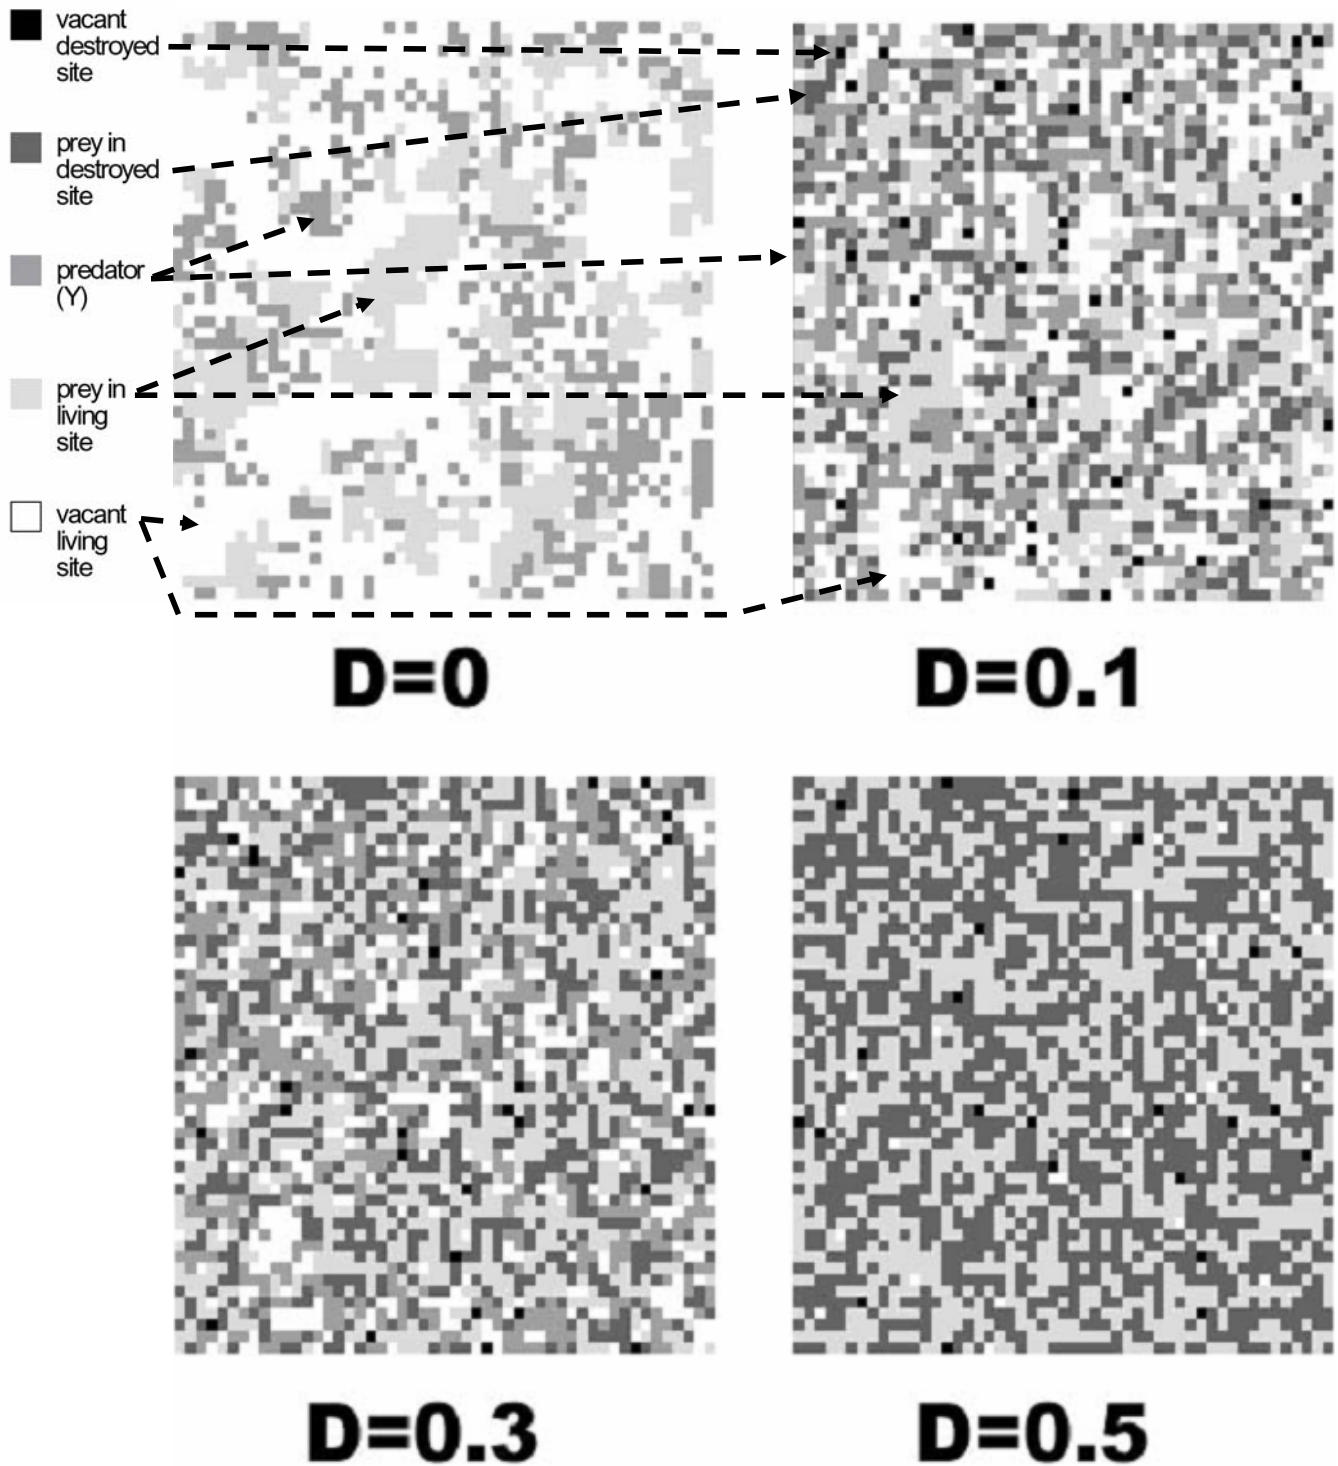 vacant
destroyed
site
prey in
destroyed
site
predator
(Y)
prey in
living
site
vacant
living
site
D=0
D=0.1
D=0.3
D=0.5